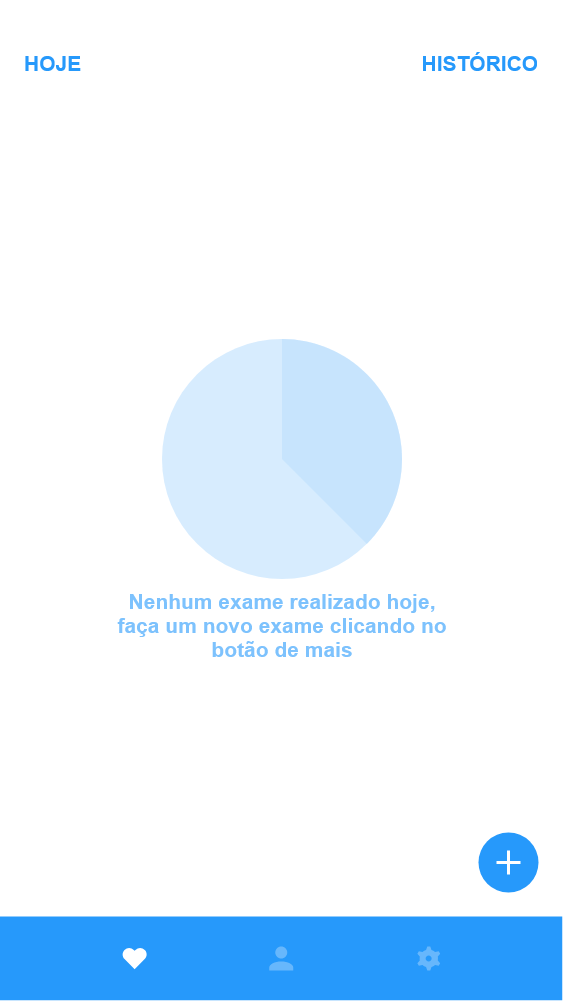 HOJE
HISTÓRICO
Nenhum exame realizado hoje,
faça um novo exame clicando no
botão de mais